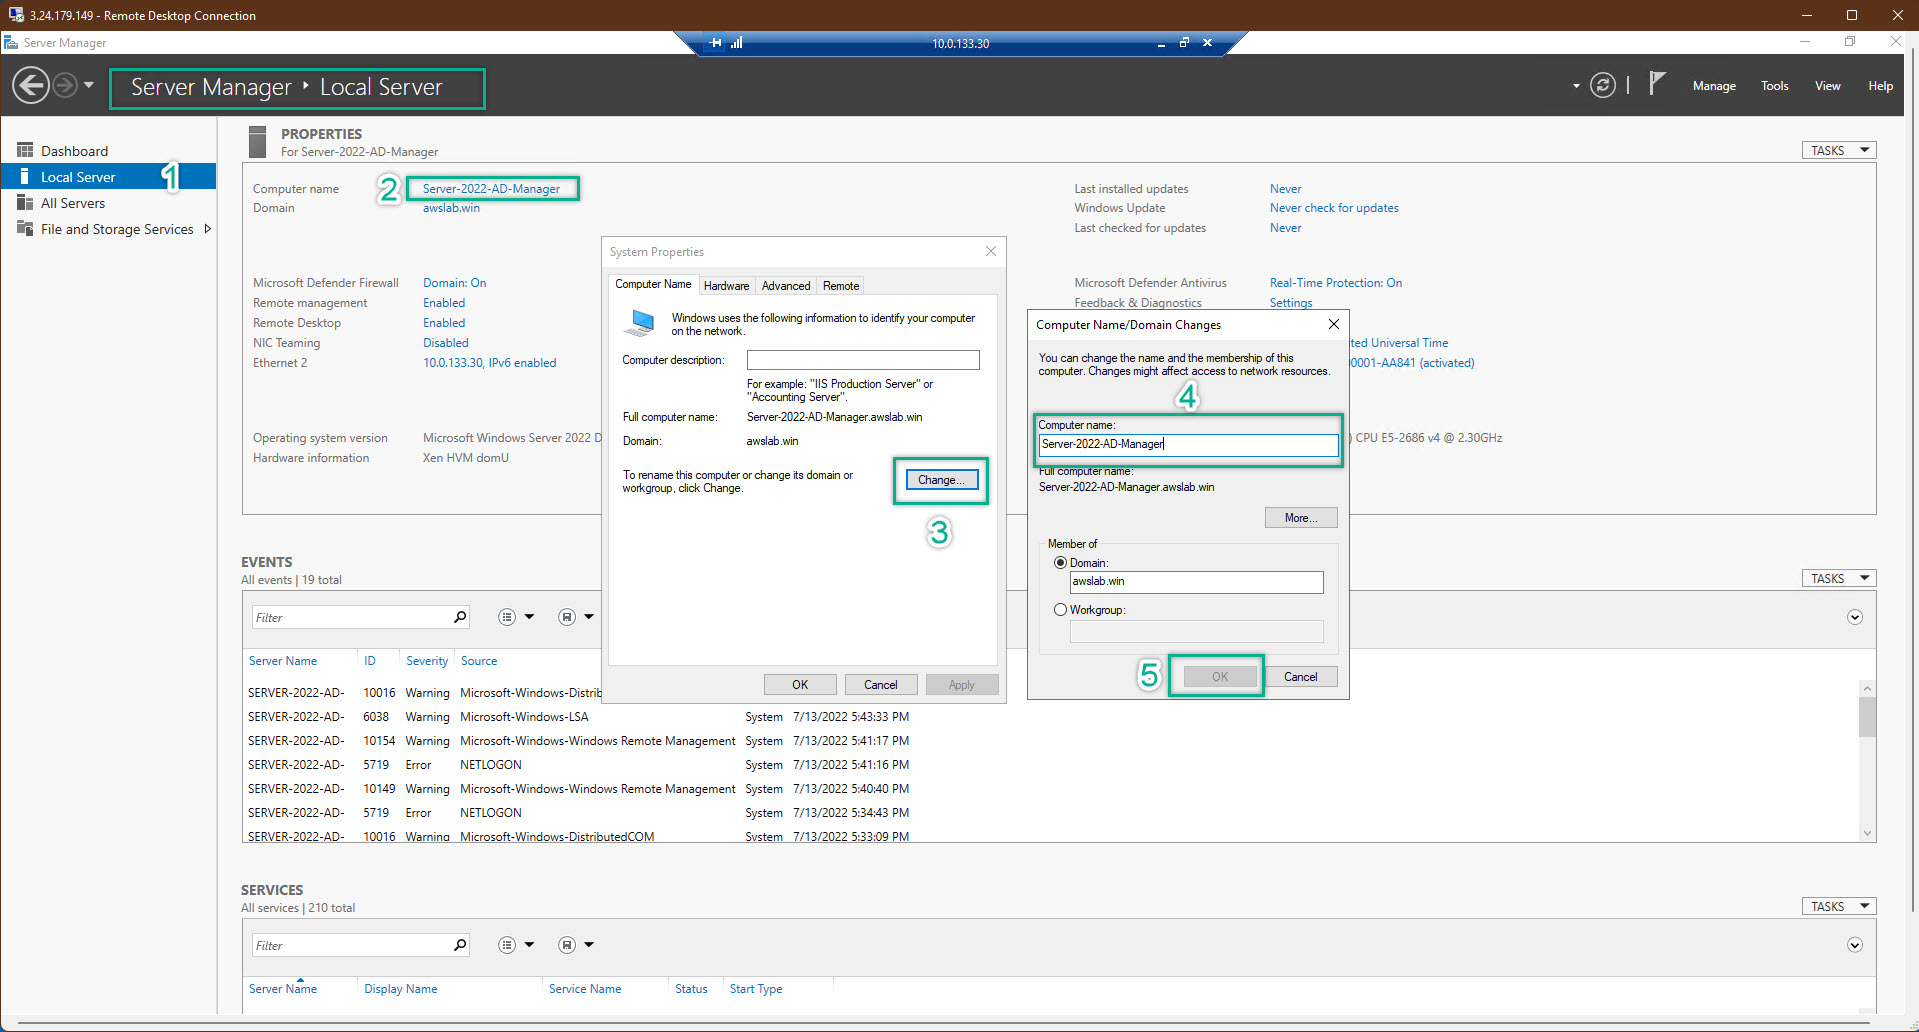 3.24.179.149 - Remote Desktop Connection
Server Manager
10.0.133.30
Server Manager ‣ Local Server
Manage Tools View Help
Dashboard
Local Server
All Servers
File and Storage Services
1
PROPERTIES
For Server-2022-AD-Manager
TASKS
Computer name
2
Server-2022-AD-Manager
Domain
awslab.win
Last installed updates Never
Windows Update Never check for updates
Last checked for updates Never
Microsoft Defender Firewall Domain: On
Remote management Enabled
Remote Desktop Enabled
NIC Teaming Disabled
Ethernet 2 10.0.133.30, IPv6 enabled
Microsoft Defender Antivirus Real-Time Protection: On
Feedback & Diagnostics Settings
ted Universal Time
0001-AA841 (activated)
Operating system version Microsoft Windows Server 2022 D
Hardware information Xen HVM domU
) CPU E5-2686 v4 @ 2.30GHz
System Properties
Computer Name Hardware Advanced Remote
Windows uses the following information to identify your computer
on the network.
Computer description:
For example: "IIS Production Server" or
"Accounting Server".
Full computer name: Server-2022-AD-Manager.awslab.win
Domain: awslab.win
To rename this computer or change its domain or
workgroup, click Change.
Change...
3
OK Cancel Apply
Computer Name/Domain Changes
You can change the name and the membership of this
computer. Changes might affect access to network resources.
4
Computer name:
Server-2022-AD-Manager
Full computer name:
Server-2022-AD-Manager.awslab.win
More...
Member of
Domain:
awslab.win
Workgroup:
5
OK Cancel
EVENTS
All events | 19 total
TASKS
Filter
Server Name ID Severity Source
SERVER-2022-AD- 10016 Warning Microsoft-Windows-Distrib
SERVER-2022-AD- 6038 Warning Microsoft-Windows-LSA System 7/13/2022 5:43:33 PM
SERVER-2022-AD- 10154 Warning Microsoft-Windows-Windows Remote Management System 7/13/2022 5:41:17 PM
SERVER-2022-AD- 5719 Error NETLOGON System 7/13/2022 5:41:16 PM
SERVER-2022-AD- 10149 Warning Microsoft-Windows-Windows Remote Management System 7/13/2022 5:40:40 PM
SERVER-2022-AD- 5719 Error NETLOGON System 7/13/2022 5:34:43 PM
SERVER-2022-AD- 10016 Warning Microsoft-Windows-DistributedCOM System 7/13/2022 5:33:09 PM
SERVICES
All services | 210 total
TASKS
Filter
Server Name Display Name Service Name Status Start Type